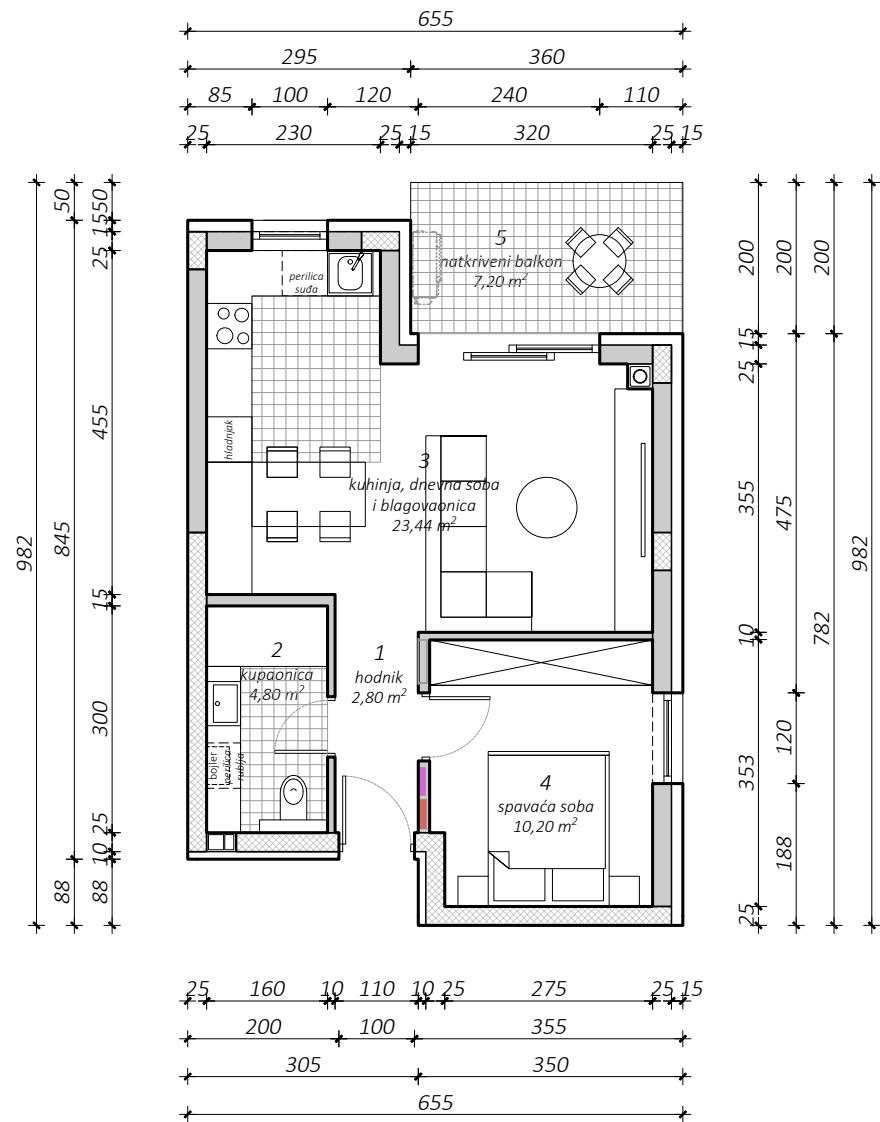 655
295 360
85 100 120 240 110
25 230 25 15 320 25 15
50
50
15
25
455
15
300
25
10
88
88
845
982
200
200
200
15
25
355
475
10
782
982
120
353
188
25
5
natkriveni balkon
7,20 m²
perilica
suđa
hladnjak
3
kuhinja, dnevna soba
i blagovaonica
23,44 m²
2
kupaonica
4,80 m²
1
hodnik
2,80 m²
bojler
perilica
rublja
4
spavaća soba
10,20 m²
25 160 10 110 10 25 275 25 15
200 100 355
305 350
655